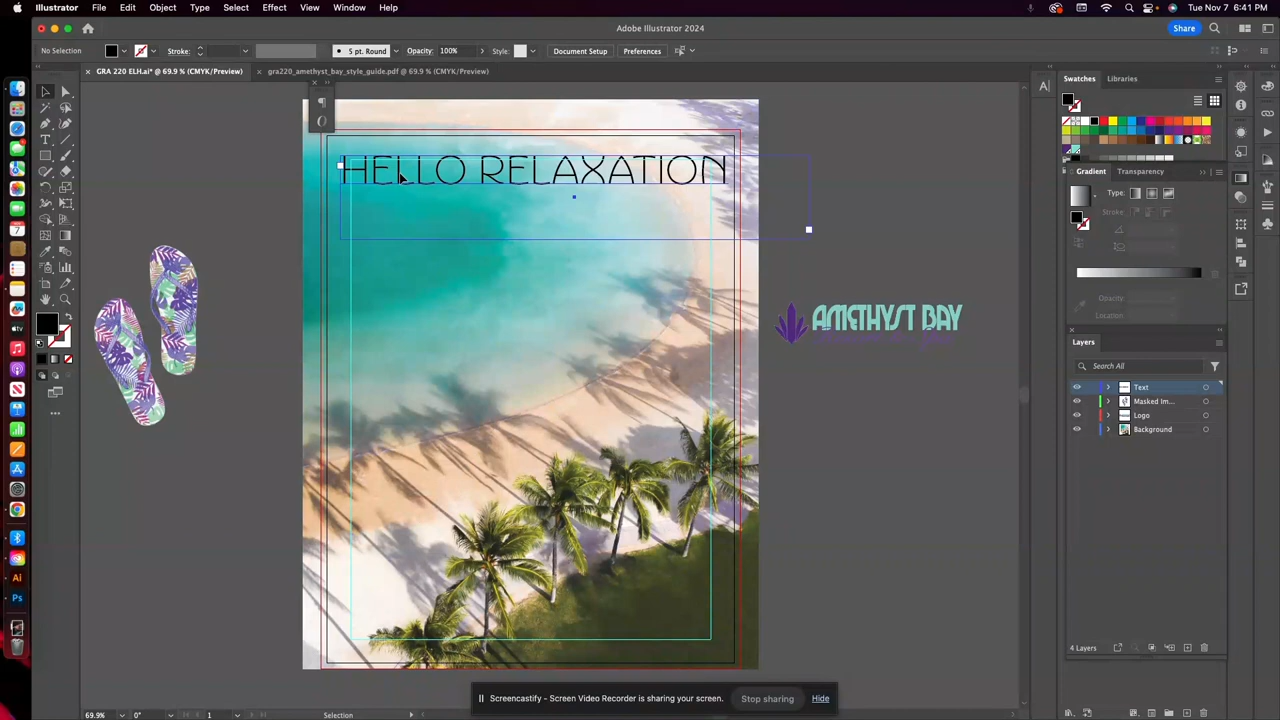 Illustrator File Edit Object Type Select Effect View Window Help
Tue Nov 7 6:41 PM
Adobe Illustrator 2024
Share
No Selection Stroke: 5 pt. Round Opacity: 100% Style: Document Setup Preferences
GRA 220 ELH.ai* @ 69.9 % (CMYK/Preview) gra220_amethyst_bay_style_guide.pdf @ 69.9 % (CMYK/Preview)
Swatches Libraries
HELLO RELAXATION
Gradient Transparency
Type:
Stroke:
Opacity:
Location:
AMETHYST BAY
Layers
Search All
Text
Masked Im...
Logo
Background
4 Layers
Screencastify - Screen Video Recorder is sharing your screen. Stop sharing Hide
69.9% 0° 1 Selection